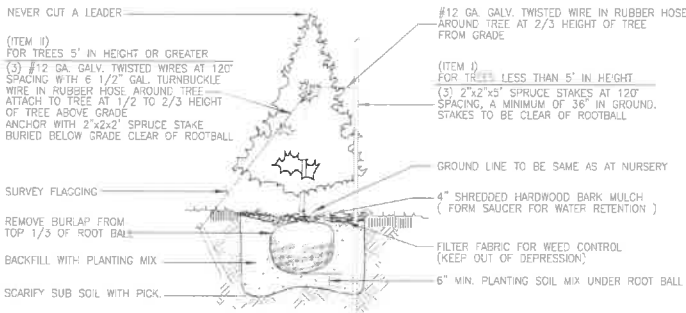 NEVER CUT A LEADER
(ITEM II)
FOR TREES 5' IN HEIGHT OR GREATER
(3) #12 GA. GALV. TWISTED WIRES AT 120°
SPACING WITH 6 1/2" GAL. TURNBUCKLE
WIRE IN RUBBER HOSE AROUND TREE
ATTACH TO TREE AT 1/2 TO 2/3 HEIGHT
OF TREE ABOVE GRADE
ANCHOR WITH 2"x2x2' SPRUCE STAKE
BURIED BELOW GRADE CLEAR OF ROOTBALL
SURVEY FLAGGING
REMOVE BURLAP FROM
TOP 1/3 OF ROOT BALL
BACKFILL WITH PLANTING MIX
SCARIFY SUB SOIL WITH PICK.
#12 GA. GALV. TWISTED WIRE IN RUBBER HOSE
AROUND TREE AT 2/3 HEIGHT OF TREE
FROM GRADE
(ITEM I)
FOR TREES LESS THAN 5' IN HEIGHT
(3) 2"x2"x5' SPRUCE STAKES AT 120°
SPACING, A MINIMUM OF 36" IN GROUND.
STAKES TO BE CLEAR OF ROOTBALL
GROUND LINE TO BE SAME AS AT NURSERY
4" SHREDDED HARDWOOD BARK MULCH
( FORM SAUCER FOR WATER RETENTION )
FILTER FABRIC FOR WEED CONTROL
(KEEP OUT OF DEPRESSION)
6" MIN. PLANTING SOIL MIX UNDER ROOT BALL